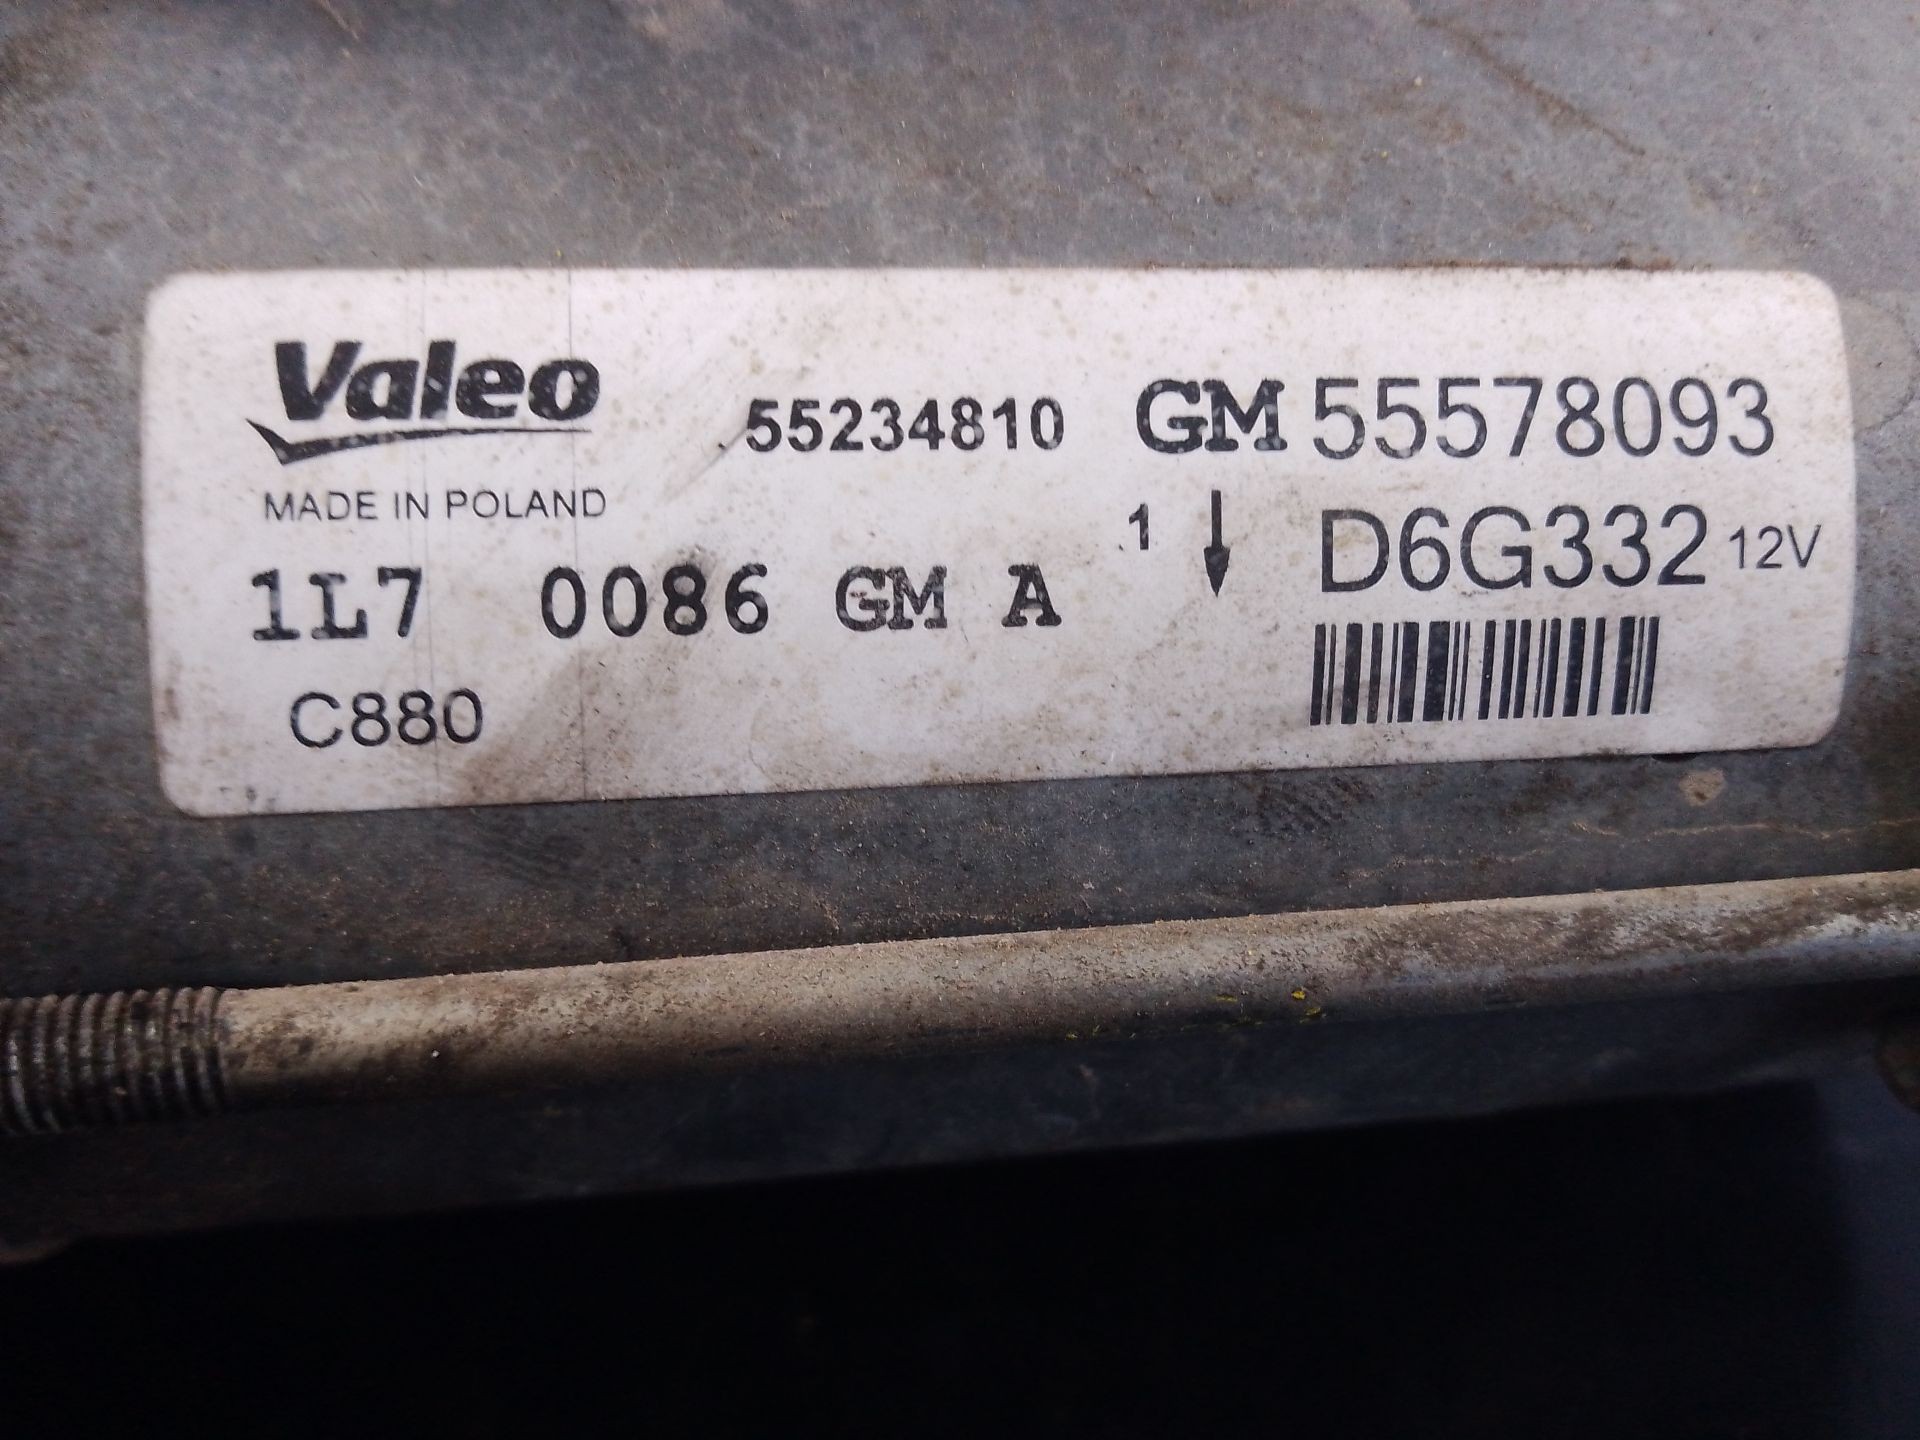 Valeo 55234810 GM 55578093
MADE IN POLAND 1 D6G332 12V
1L7 0086 GM A
C880